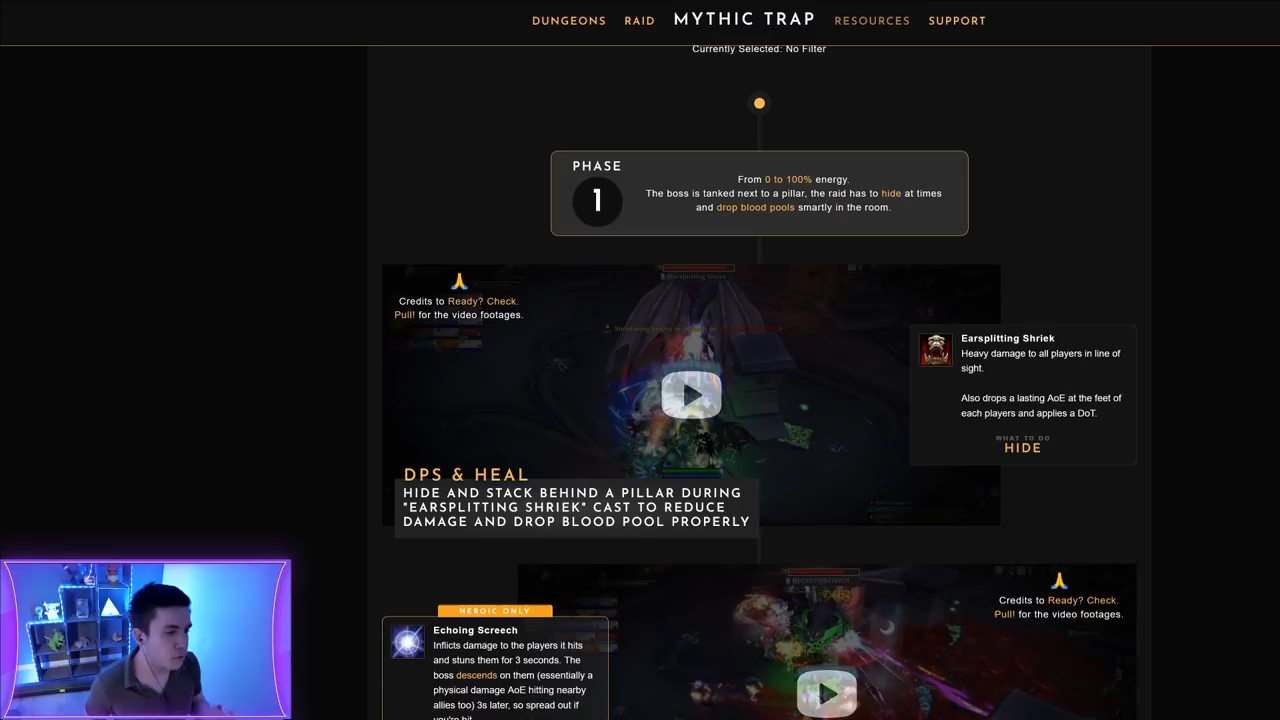 DUNGEONS RAID MYTHIC TRAP RESOURCES SUPPORT
Currently Selected: No Filter
PHASE
1
From 0 to 100% energy.
The boss is tanked next to a pillar, the raid has to hide at times
and drop blood pools smartly in the room.
Credits to Ready? Check.
Pull! for the video footages.
Earsplitting Shriek
Heavy damage to all players in line of
sight.
Also drops a lasting AoE at the feet of
each players and applies a DoT.
WHAT TO DO
HIDE
DPS & HEAL
HIDE AND STACK BEHIND A PILLAR DURING
"EARSPLITTING SHRIEK" CAST TO REDUCE
DAMAGE AND DROP BLOOD POOL PROPERLY
Credits to Ready? Check.
Pull! for the video footages.
HEROIC ONLY
Echoing Screech
Inflicts damage to the players it hits
and stuns them for 3 seconds. The
boss descends on them (essentially a
physical damage AoE hitting nearby
allies too) 3s later, so spread out if
you're hit.